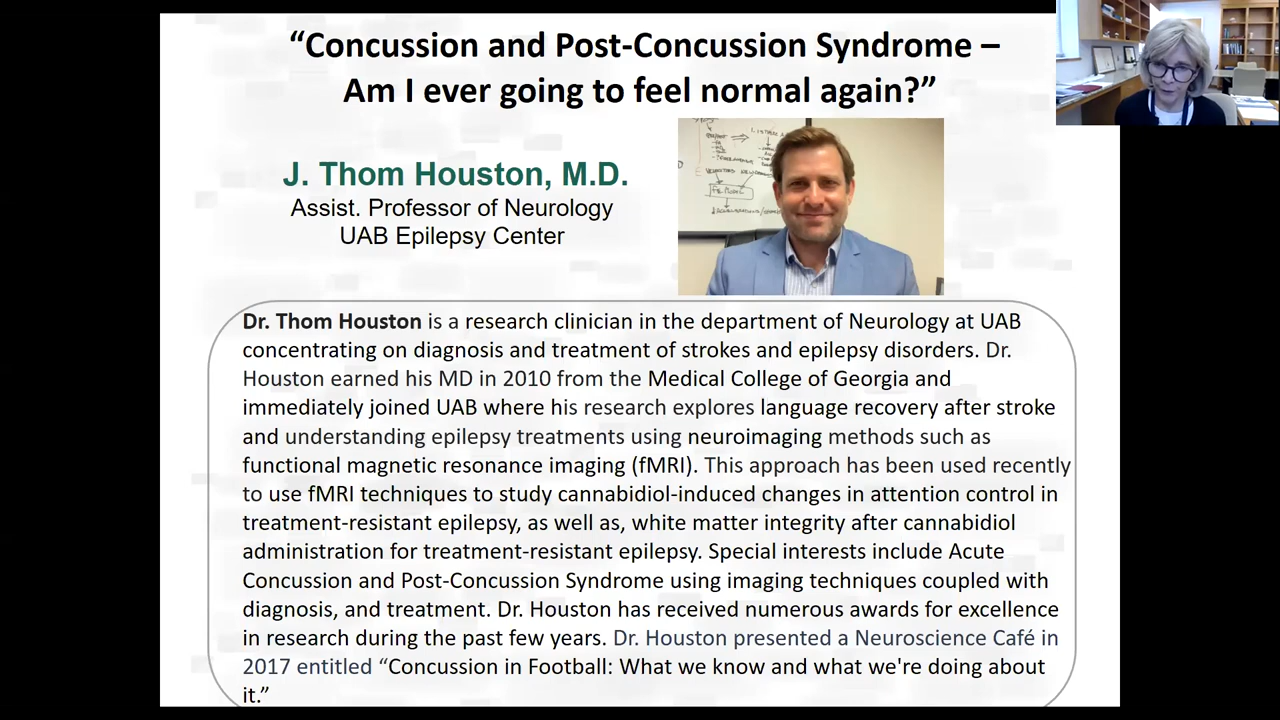 “Concussion and Post-Concussion Syndrome –
Am I ever going to feel normal again?”
J. Thom Houston, M.D.
Assist. Professor of Neurology
UAB Epilepsy Center
Dr. Thom Houston is a research clinician in the department of Neurology at UAB
concentrating on diagnosis and treatment of strokes and epilepsy disorders. Dr.
Houston earned his MD in 2010 from the Medical College of Georgia and
immediately joined UAB where his research explores language recovery after stroke
and understanding epilepsy treatments using neuroimaging methods such as
functional magnetic resonance imaging (fMRI). This approach has been used recently
to use fMRI techniques to study cannabidiol-induced changes in attention control in
treatment-resistant epilepsy, as well as, white matter integrity after cannabidiol
administration for treatment-resistant epilepsy. Special interests include Acute
Concussion and Post-Concussion Syndrome using imaging techniques coupled with
diagnosis, and treatment. Dr. Houston has received numerous awards for excellence
in research during the past few years. Dr. Houston presented a Neuroscience Café in
2017 entitled “Concussion in Football: What we know and what we're doing about
it.”